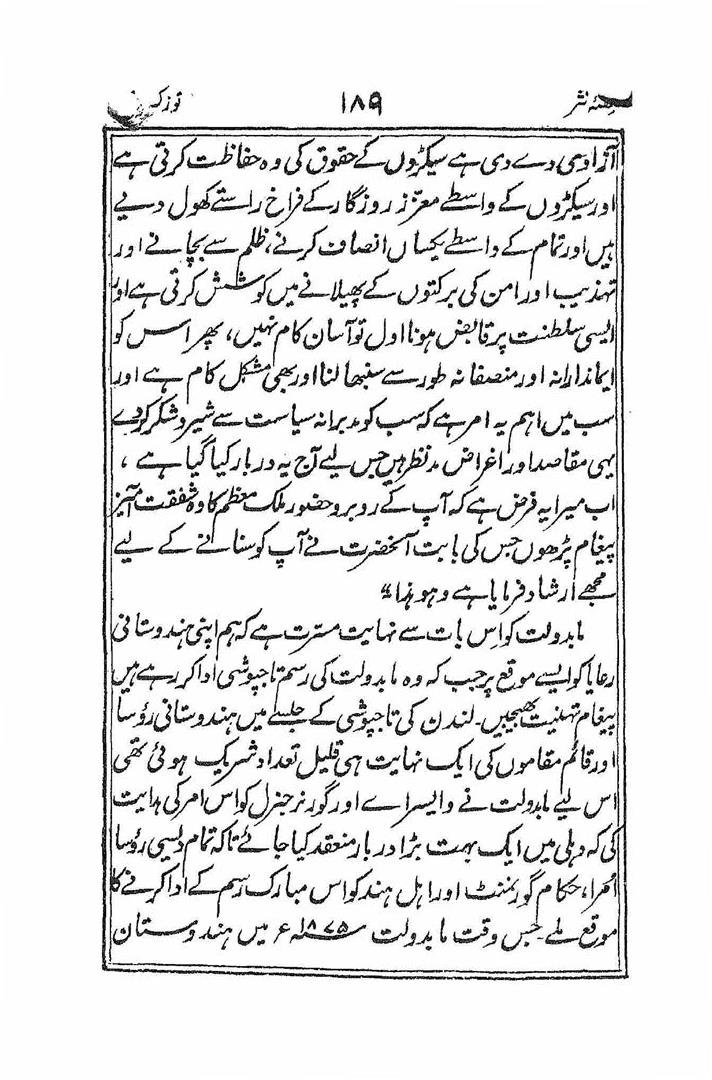 حصۂ نثر ۱۸۹ نوز ک
آزادی دے دی ہے سیکڑوں کے حقوق کی وہ حفاظت کرتی ہے
اور سیکڑوں کے واسطے معزز روزگار کے فراخ راستے کھول دیے
ہیں اور تمام کے واسطے یکساں انصاف کرنے، ظلم سے بچانے اور
تہذیب اور امن کی برکتوں کے پھیلانے میں کوشش کرتی ہے اور
ایسی سلطنت پر قابض ہونا اول تو آسان کام نہیں، پھر اس کو
ایماندارانہ اور منصفانہ طور سے سنبھالنا اور بھی مشکل کام ہے اور
سب میں اہم یہ امر ہے کہ سب کو مدبرانہ سیاست سے شیر و شکر کردے
یہی مقاصد اور اغراض مدنظر ہیں جس لیے آج یہ دربار کیا گیا ہے،
اب میرا یہ فرض ہے کہ آپ کے روبرو حضور ملک معظم کا وہ شفقت آمیز
پیغام پڑھوں جس کی بابت آنحضرت نے آپ کو سنانے کے لیے
مجھے ارشاد فرمایا ہے وہو ہذا"
مابدولت کو اِس بات سے نہایت مسرت ہے کہ ہم اپنی ہندوستانی
رعایا کو ایسے موقع پر جب کہ وہ مابدولت کی رسم تاجپوشی ادا کر رہے ہیں
پیغام تہنیت بھیجیں۔ لندن کی تاجپوشی کے جلسے میں ہندوستانی رؤسا
اور قائم مقاموں کی ایک نہایت ہی قلیل تعداد شریک ہوئی تھی
اس لیے مابدولت نے وایسراے اور گورنر جنرل کو اس امر کی ہدایت
کی کہ دہلی میں ایک بہت بڑا دربار منعقد کیا جائے تاکہ تمام دیسی رؤسا
امرا، حکام گورنمنٹ اور اہل ہند کو اس مبارک رسم کے ادا کرنے کا
موقع ملے۔ جس وقت مابدولت ۱۸۷۵ء میں ہندوستان